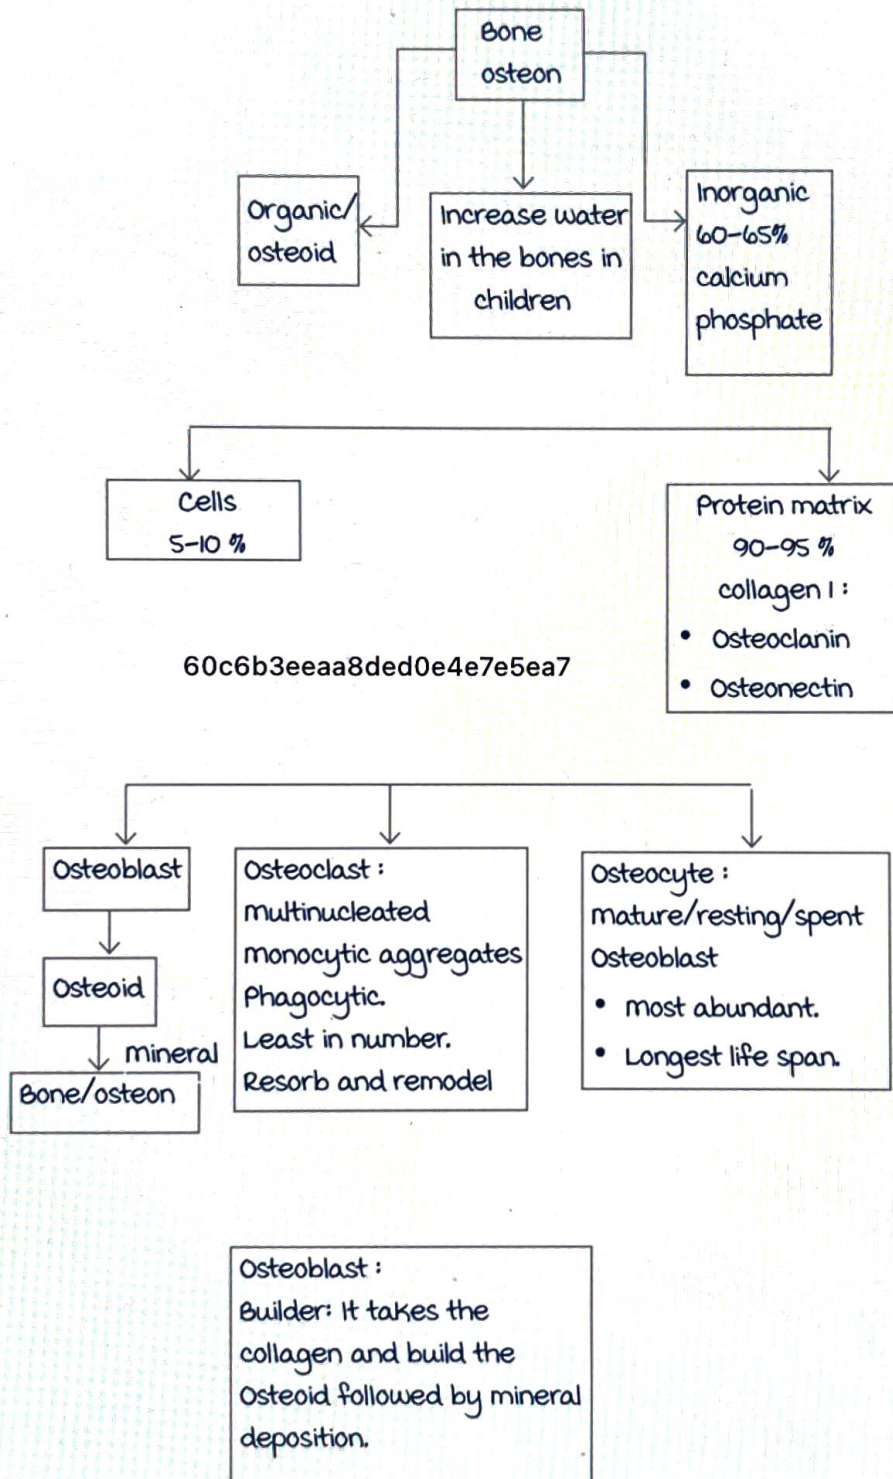 Bone
osteon
Organic/
osteoid
Increase water
in the bones in
children
Inorganic
60-65%
calcium
phosphate
Cells
5-10 %
Protein matrix
90-95 %
collagen 1 :
• Osteoclanin
• Osteonectin
60c6b3eeaa8ded0e4e7e5ea7
Osteoblast
Osteoid
mineral
Bone/osteon
Osteoclast :
multinucleated
monocytic aggregates
Phagocytic.
Least in number.
Resorb and remodel
Osteocyte :
mature/resting/spent
Osteoblast
• most abundant.
• Longest life span.
Osteoblast :
Builder: It takes the
collagen and build the
Osteoid followed by mineral
deposition.